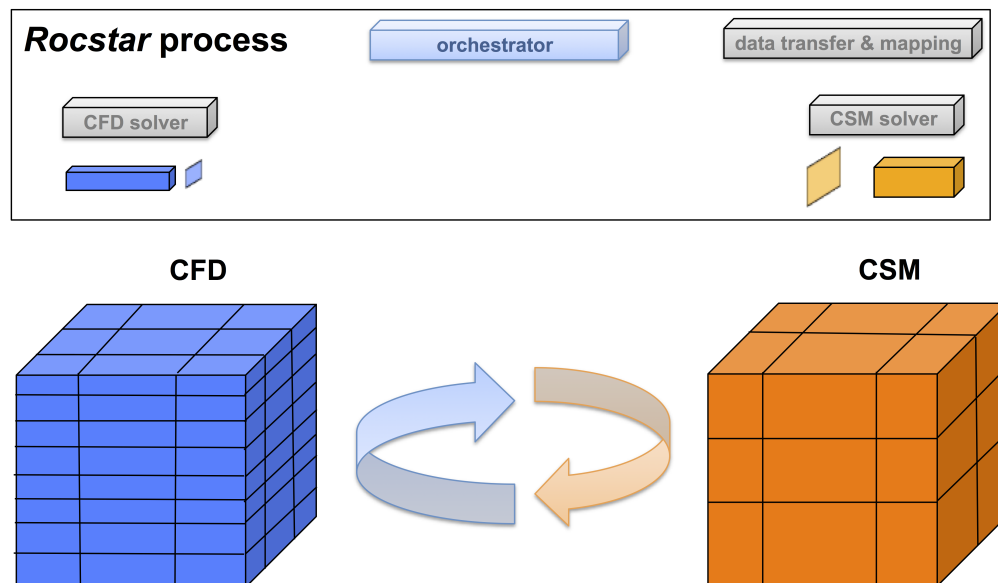 Rocstar process
orchestrator
data transfer & mapping
CFD solver
CSM solver
CFD
CSM